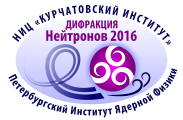 НИЦ «КУРЧАТОВСКИЙ ИНСТИТУТ»
ДИФРАКЦИЯ
Нейтронов 2016
Петербургский Институт Ядерной Физики